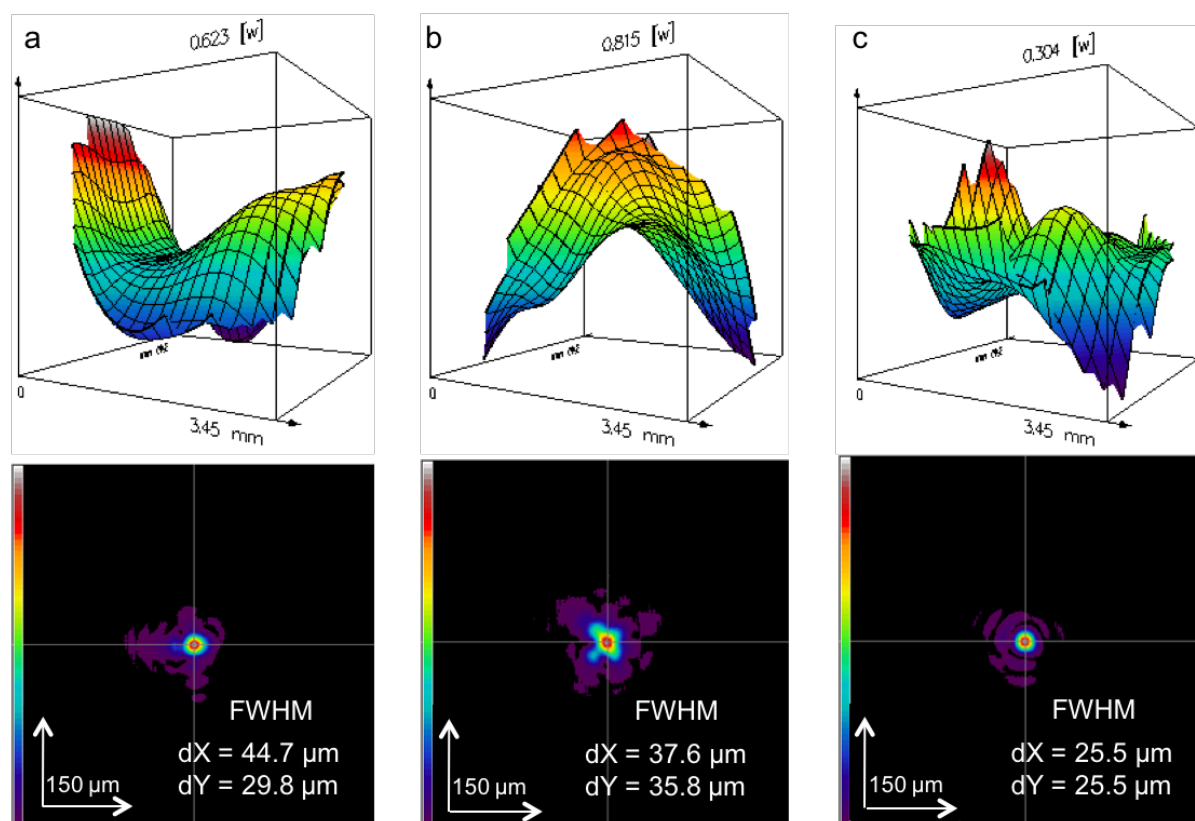 a
0.623 [w]
0
3.45 mm
b
0.815 [w]
0
3.45 mm
c
0.304 [w]
0
3.45 mm
FWHM
dX = 44.7 µm
dY = 29.8 µm
150 µm
FWHM
dX = 37.6 µm
dY = 35.8 µm
150 µm
FWHM
dX = 25.5 µm
dY = 25.5 µm
150 µm